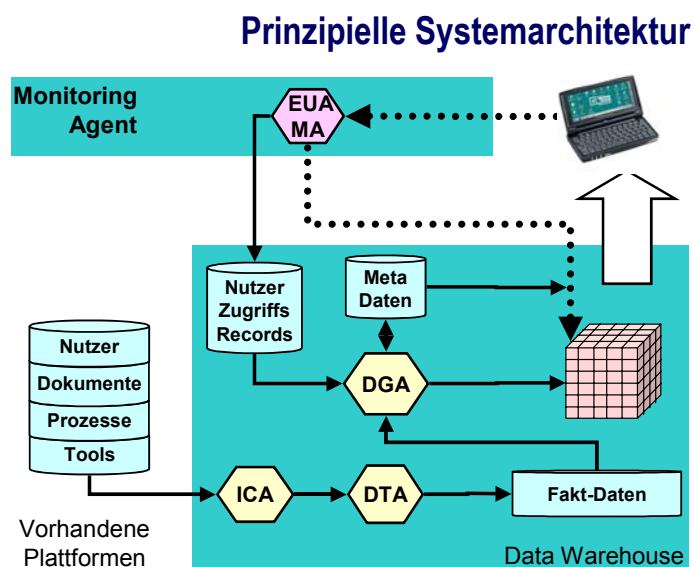 Prinzipielle Systemarchitektur
Monitoring
Agent
EUA
MA
Nutzer
Zugriffs
Records
Meta
Daten
Nutzer
Dokumente
Prozesse
Tools
DGA
ICA
DTA
Fakt-Daten
Vorhandene
Plattformen
Data Warehouse